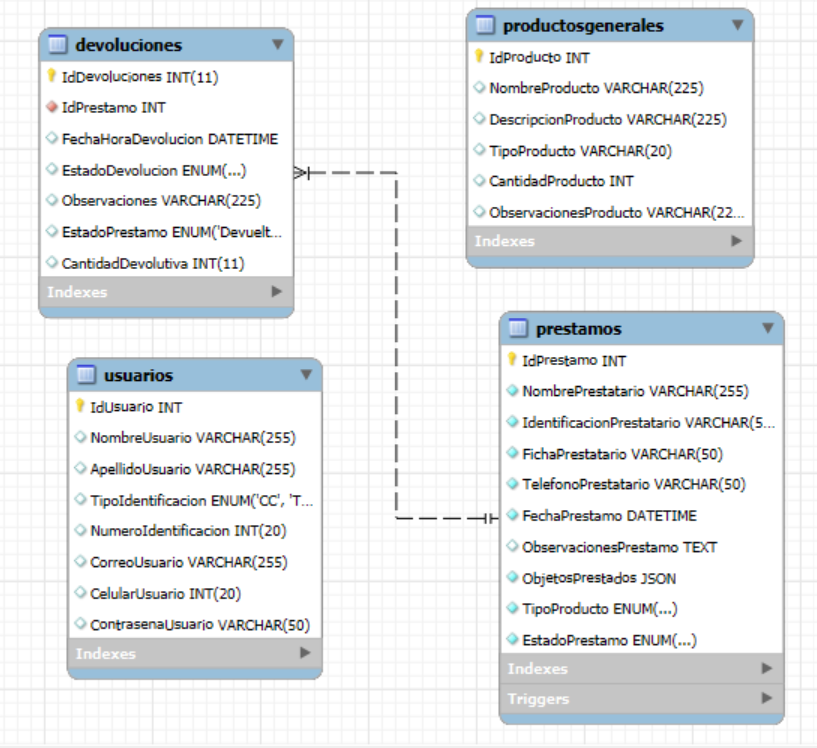 devoluciones
IdDevoluciones INT(11)
IdPrestamo INT
FechaHoraDevolucion DATETIME
EstadoDevolucion ENUM(...)
Observaciones VARCHAR(225)
EstadoPrestamo ENUM('Devuelt...
CantidadDevolutiva INT(11)
Indexes
productosgenerales
IdProducto INT
NombreProducto VARCHAR(225)
DescripcionProducto VARCHAR(225)
TipoProducto VARCHAR(20)
CantidadProducto INT
ObservacionesProducto VARCHAR(22...
Indexes
usuarios
IdUsuario INT
NombreUsuario VARCHAR(255)
ApellidoUsuario VARCHAR(255)
TipoIdentificacion ENUM('CC', 'T...
NumeroIdentificacion INT(20)
CorreoUsuario VARCHAR(255)
CelularUsuario INT(20)
ContrasenaUsuario VARCHAR(50)
Indexes
prestamos
IdPrestamo INT
NombrePrestatario VARCHAR(255)
IdentificacionPrestatario VARCHAR(5...
FichaPrestatario VARCHAR(50)
TelefonoPrestatario VARCHAR(50)
FechaPrestamo DATETIME
ObservacionesPrestamo TEXT
ObjetosPrestados JSON
TipoProducto ENUM(...)
EstadoPrestamo ENUM(...)
Indexes
Triggers